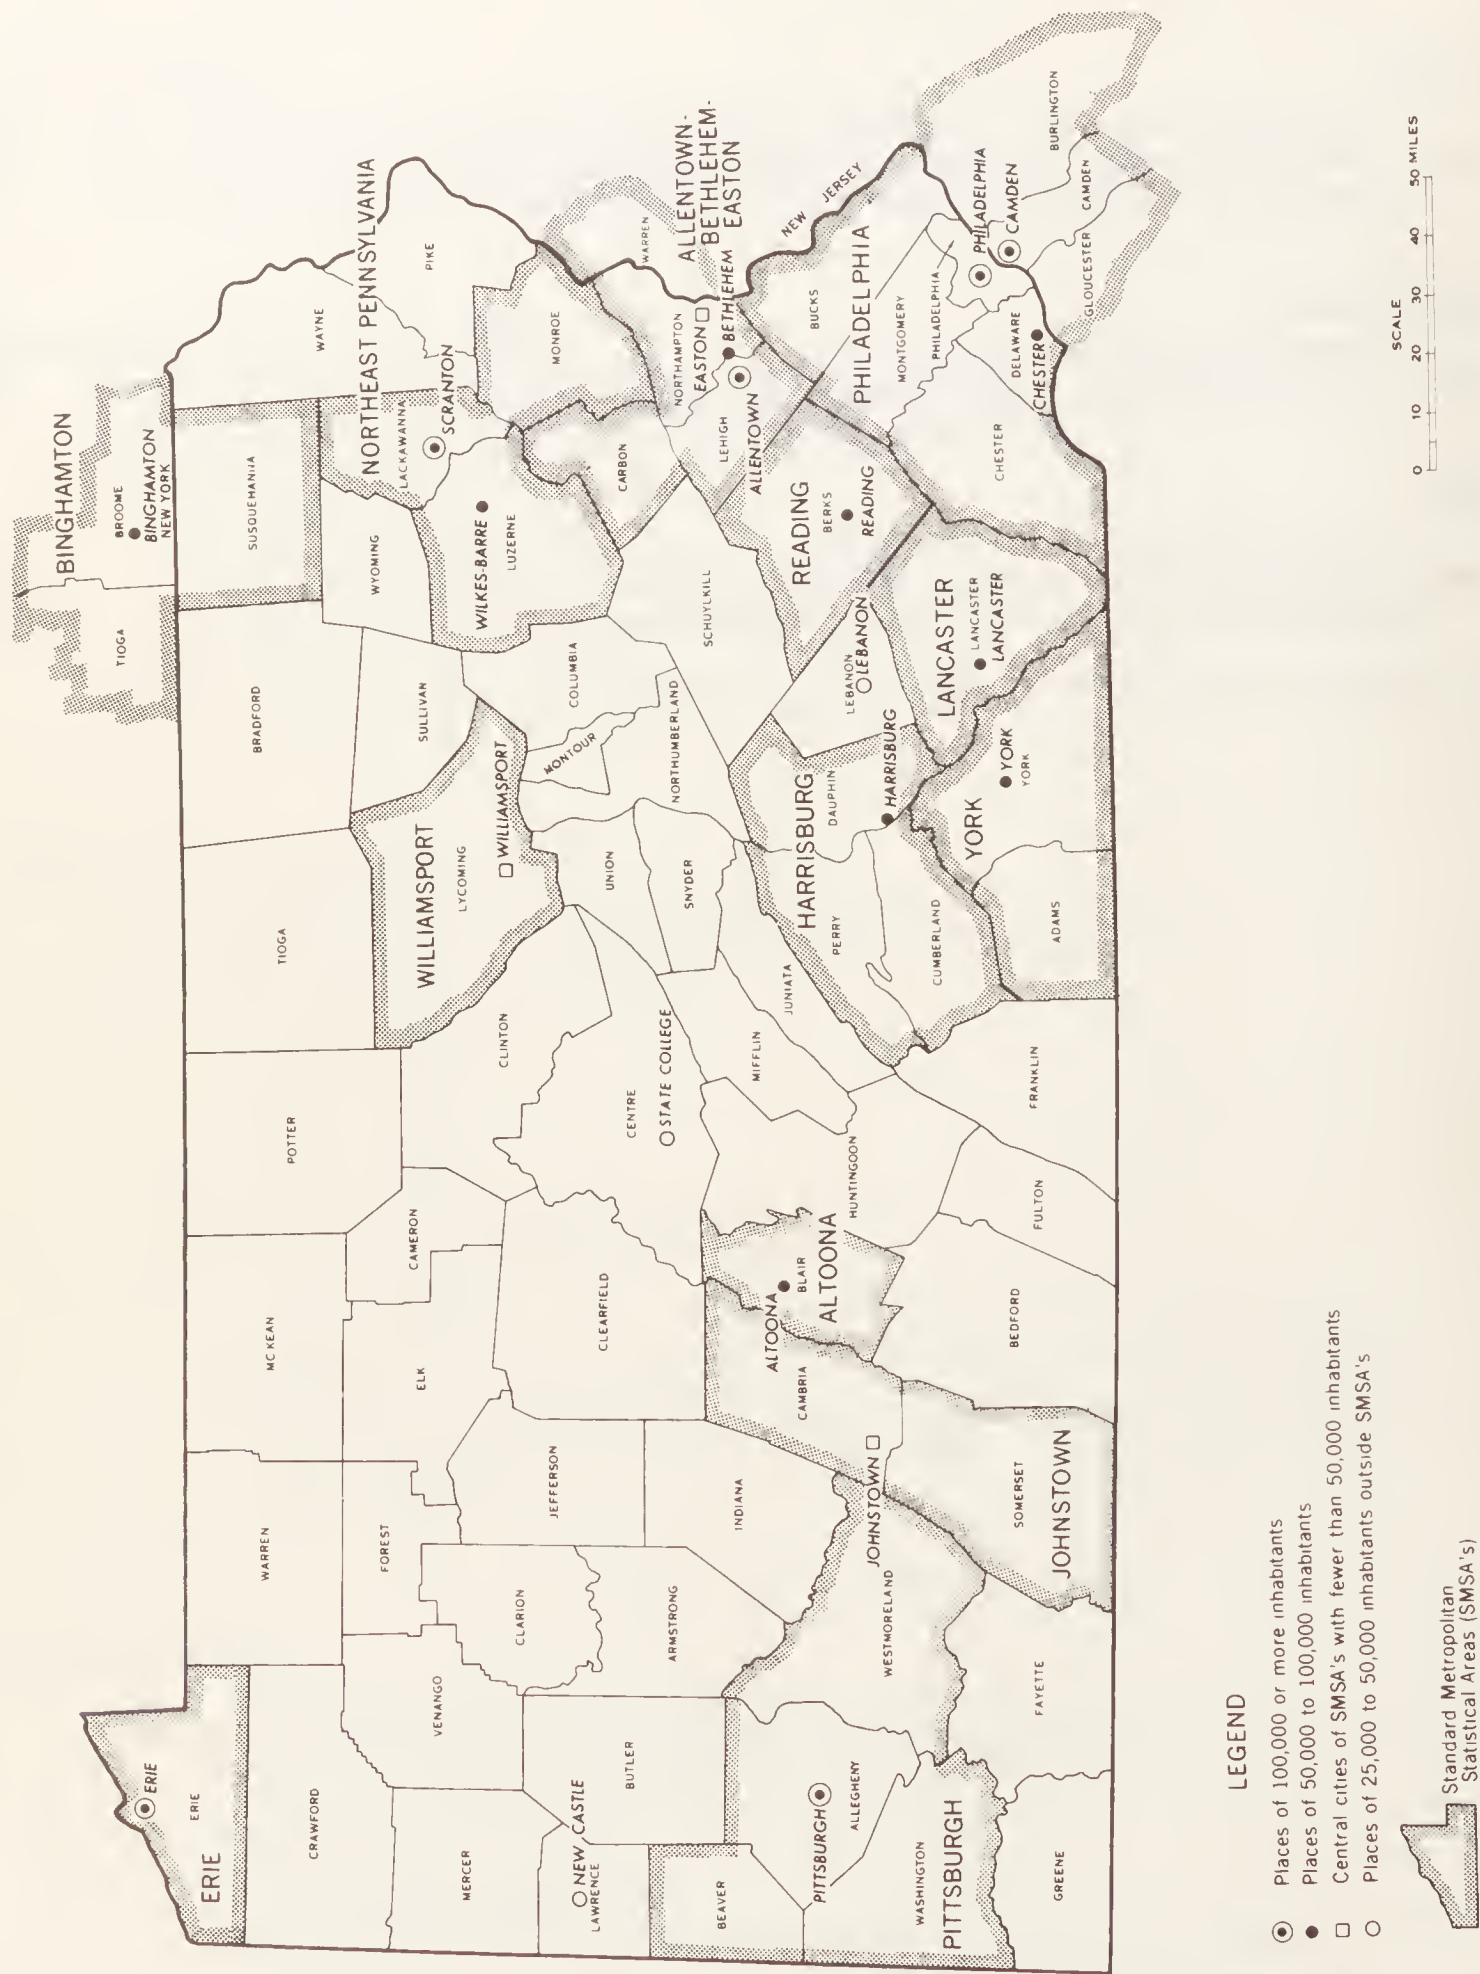 BINGHAMTON
TIOGA
BROOME
BINGHAMTON
NEW YORK
ERIE
ERIE
ERIE
CRAWFORD
WARREN
MC KEAN
POTTER
TIOGA
BRADFORD
SUSQUEHANNA
WAYNE
NORTHEAST PENNSYLVANIA
PIKE
MERCER
VENANGO
FOREST
ELK
CAMERON
CLINTON
WILLIAMSPORT
LYCOMING
WILLIAMSPORT
SULLIVAN
WYOMING
LACKAWANNA
SCRANTON
WILKES-BARRE
LUZERNE
MONROE
NEW CASTLE
LAWRENCE
BUTLER
CLARION
JEFFERSON
CLEARFIELD
CENTRE
STATE COLLEGE
UNION
SNYDER
MONTOUR
NORTHUMBERLAND
COLUMBIA
SCHUYLKILL
CARBON
WARREN
ALLENTOWN-
BETHLEHEM-
EASTON
NORTHAMPTON
EASTON
BETHLEHEM
LEHIGH
ALLENTOWN
BEAVER
PITTSBURGH
ALLEGHENY
ARMSTRONG
INDIANA
CAMBRIA
ALTOONA
BLAIR
ALTOONA
HUNTINGDON
MIFFLIN
JUNIATA
PERRY
HARRISBURG
DAUPHIN
HARRISBURG
CUMBERLAND
LEBANON
LEBANON
READING
BERKS
READING
BUCKS
NEW JERSEY
PHILADELPHIA
MONTGOMERY
PHILADELPHIA
PHILADELPHIA
CAMDEN
BURLINGTON
CAMDEN
GLOUCESTER
DELAWARE
CHESTER
CHESTER
WASHINGTON
PITTSBURGH
WESTMORELAND
JOHNSTOWN
GREENE
FAYETTE
SOMERSET
JOHNSTOWN
BEDFORD
FULTON
FRANKLIN
ADAMS
YORK
YORK
YORK
LANCASTER
LANCASTER
LANCASTER
LEGEND
Places of 100,000 or more inhabitants
Places of 50,000 to 100,000 inhabitants
Central cities of SMSA's with fewer than 50,000 inhabitants
Places of 25,000 to 50,000 inhabitants outside SMSA's
Standard Metropolitan
Statistical Areas (SMSA's)
SCALE
0 10 20 30 40 50 MILES